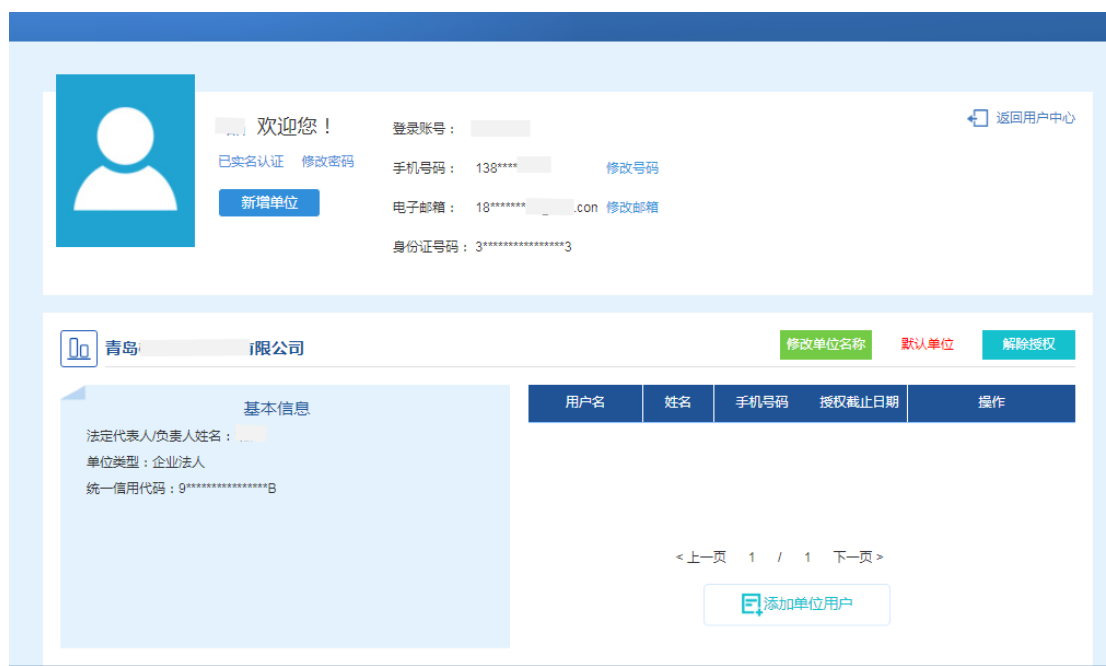 欢迎您！
已实名认证 修改密码
新增单位
登录账号：
手机号码： 138**** 修改号码
电子邮箱： 18******* .con 修改邮箱
身份证号码：3***************3
返回用户中心
青岛 有限公司
修改单位名称 默认单位 解除授权
基本信息
法定代表人/负责人姓名：
单位类型：企业法人
统一信用代码：9****************B
用户名 姓名 手机号码 授权截止日期 操作
<上一页 1 / 1 下一页>
添加单位用户